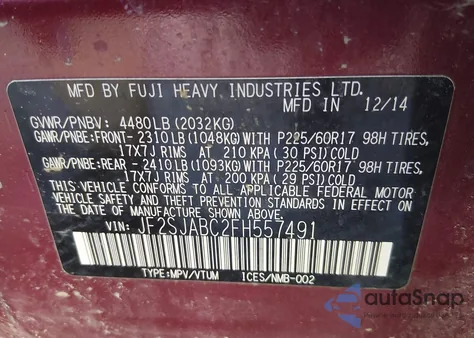 MFD BY FUJI HEAVY INDUSTRIES LTD.
MFD IN 12/14
GVWR/PNBV: 4480LB (2032KG)
GAWR/PNBE: FRONT- 2310 LB (1048KG) WITH P225/60R17 98H TIRES,
17X7J RIMS AT 210 KPA (30 PSI) COLD
GAWR/PNBE: REAR -2410 LB (1093KG) WITH P225/60R17 98H TIRES,
17X7J RIMS AT 200 KPA (29 PSI) COLD
THIS VEHICLE CONFORMS TO ALL APPLICABLE FEDERAL MOTOR
VEHICLE SAFETY AND BUMPER STANDARDS IN EFFECT ON
THE DATE OF MANUFACTURE SHOWN ABOVE.
VIN: JF2SJABC2FH557491
TYPE:MPV/VTUM ICES/NMB-002
autoSnap